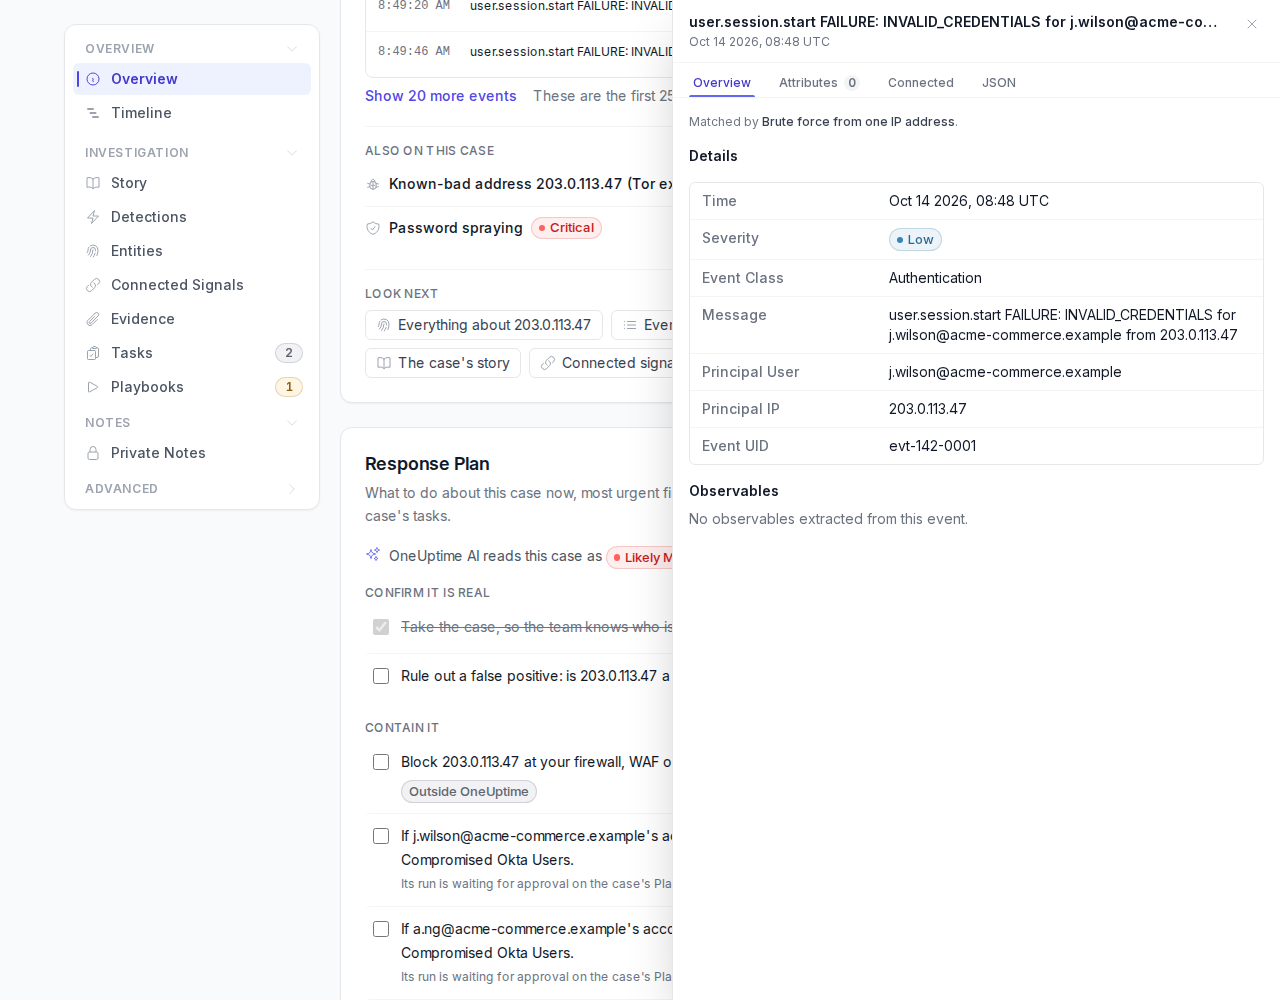 OVERVIEW
Overview
Timeline
INVESTIGATION
Story
Detections
Entities
Connected Signals
Evidence
Tasks 2
Playbooks 1
NOTES
Private Notes
ADVANCED
8:49:20 AM user.session.start FAILURE: INVALID
8:49:46 AM user.session.start FAILURE: INVALID
Show 20 more events These are the first 25
ALSO ON THIS CASE
Known-bad address 203.0.113.47 (Tor ex
Password spraying Critical
LOOK NEXT
Everything about 203.0.113.47 Even
The case's story Connected signa
Response Plan
What to do about this case now, most urgent fi
case's tasks.
OneUptime AI reads this case as Likely M
CONFIRM IT IS REAL
Take the case, so the team knows who is
Rule out a false positive: is 203.0.113.47 a
CONTAIN IT
Block 203.0.113.47 at your firewall, WAF o
Outside OneUptime
If j.wilson@acme-commerce.example's ac
Compromised Okta Users.
Its run is waiting for approval on the case's Pla
If a.ng@acme-commerce.example's acco
Compromised Okta Users.
Its run is waiting for approval on the case's Pla
user.session.start FAILURE: INVALID_CREDENTIALS for j.wilson@acme-co…
Oct 14 2026, 08:48 UTC
Overview Attributes 0 Connected JSON
Matched by Brute force from one IP address.
Details
Time Oct 14 2026, 08:48 UTC
Severity Low
Event Class Authentication
Message user.session.start FAILURE: INVALID_CREDENTIALS for
j.wilson@acme-commerce.example from 203.0.113.47
Principal User j.wilson@acme-commerce.example
Principal IP 203.0.113.47
Event UID evt-142-0001
Observables
No observables extracted from this event.